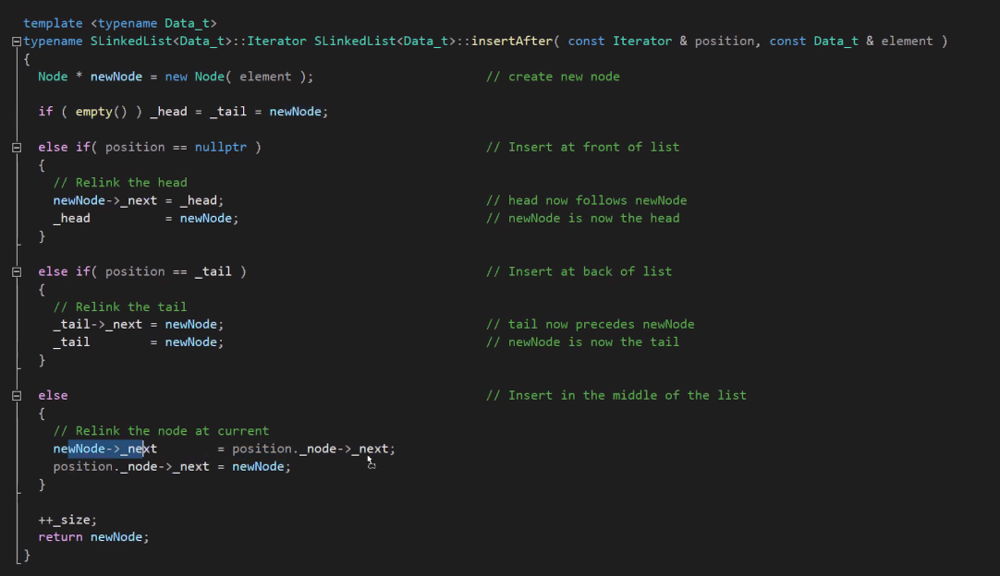 template <typename Data_t>
typename SLinkedList<Data_t>::Iterator SLinkedList<Data_t>::insertAfter( const Iterator & position, const Data_t & element )
{
  Node * newNode = new Node( element );                       // create new node
  if ( empty() ) _head = _tail = newNode;
  else if( position == nullptr )                              // Insert at front of list
  {
    // Relink the head
    newNode->_next = _head;                                   // head now follows newNode
    _head          = newNode;                                 // newNode is now the head
  }
  else if( position == _tail )                                // Insert at back of list
  {
    // Relink the tail
    _tail->_next = newNode;                                   // tail now precedes newNode
    _tail        = newNode;                                   // newNode is now the tail
  }
  else                                                        // Insert in the middle of the list
  {
    // Relink the node at current
    newNode->_next        = position._node->_next;
    position._node->_next = newNode;
  }
  ++_size;
  return newNode;
}